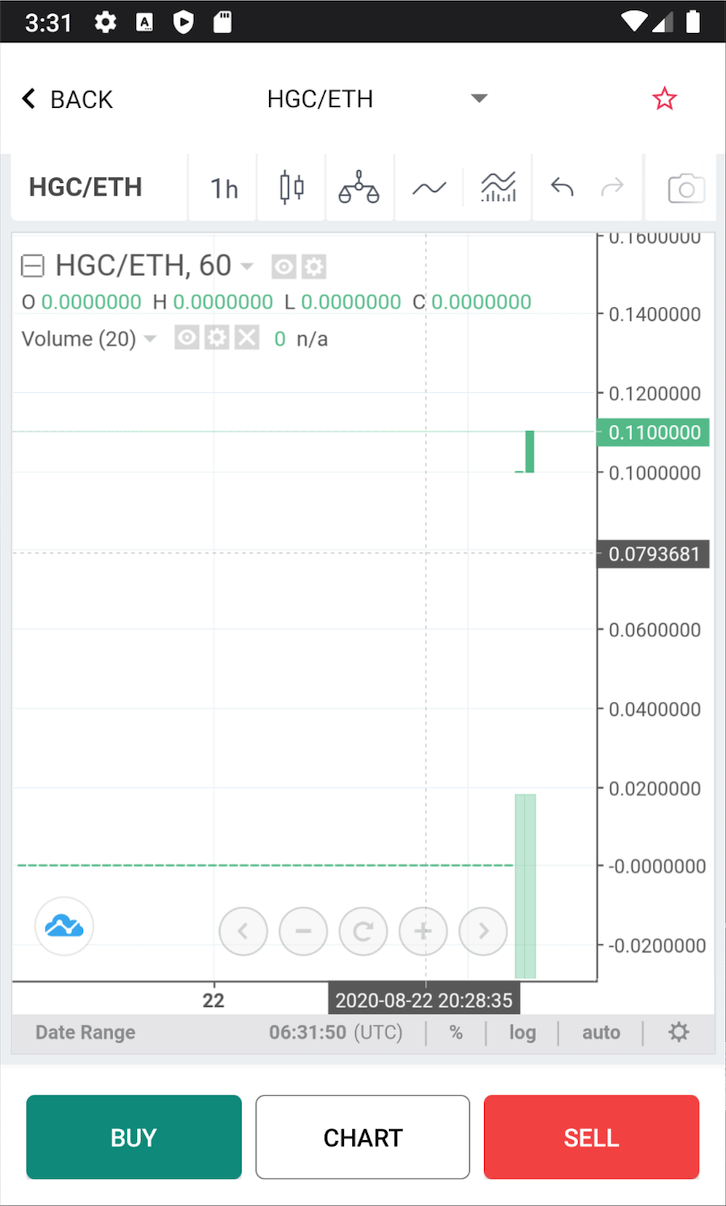 3:31
BACK HGC/ETH
HGC/ETH 1h
HGC/ETH, 60
O 0.0000000 H 0.0000000 L 0.0000000 C 0.0000000
Volume (20) 0 n/a
0.1600000
0.1400000
0.1200000
0.1100000
0.1000000
0.0793681
0.0600000
0.0400000
0.0200000
-0.0000000
-0.0200000
22 2020-08-22 20:28:35
Date Range 06:31:50 (UTC) % log auto
BUY CHART SELL